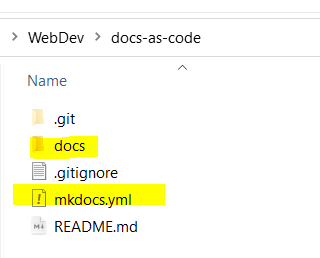 WebDev > docs-as-code
Name
.git
docs
.gitignore
mkdocs.yml
README.md